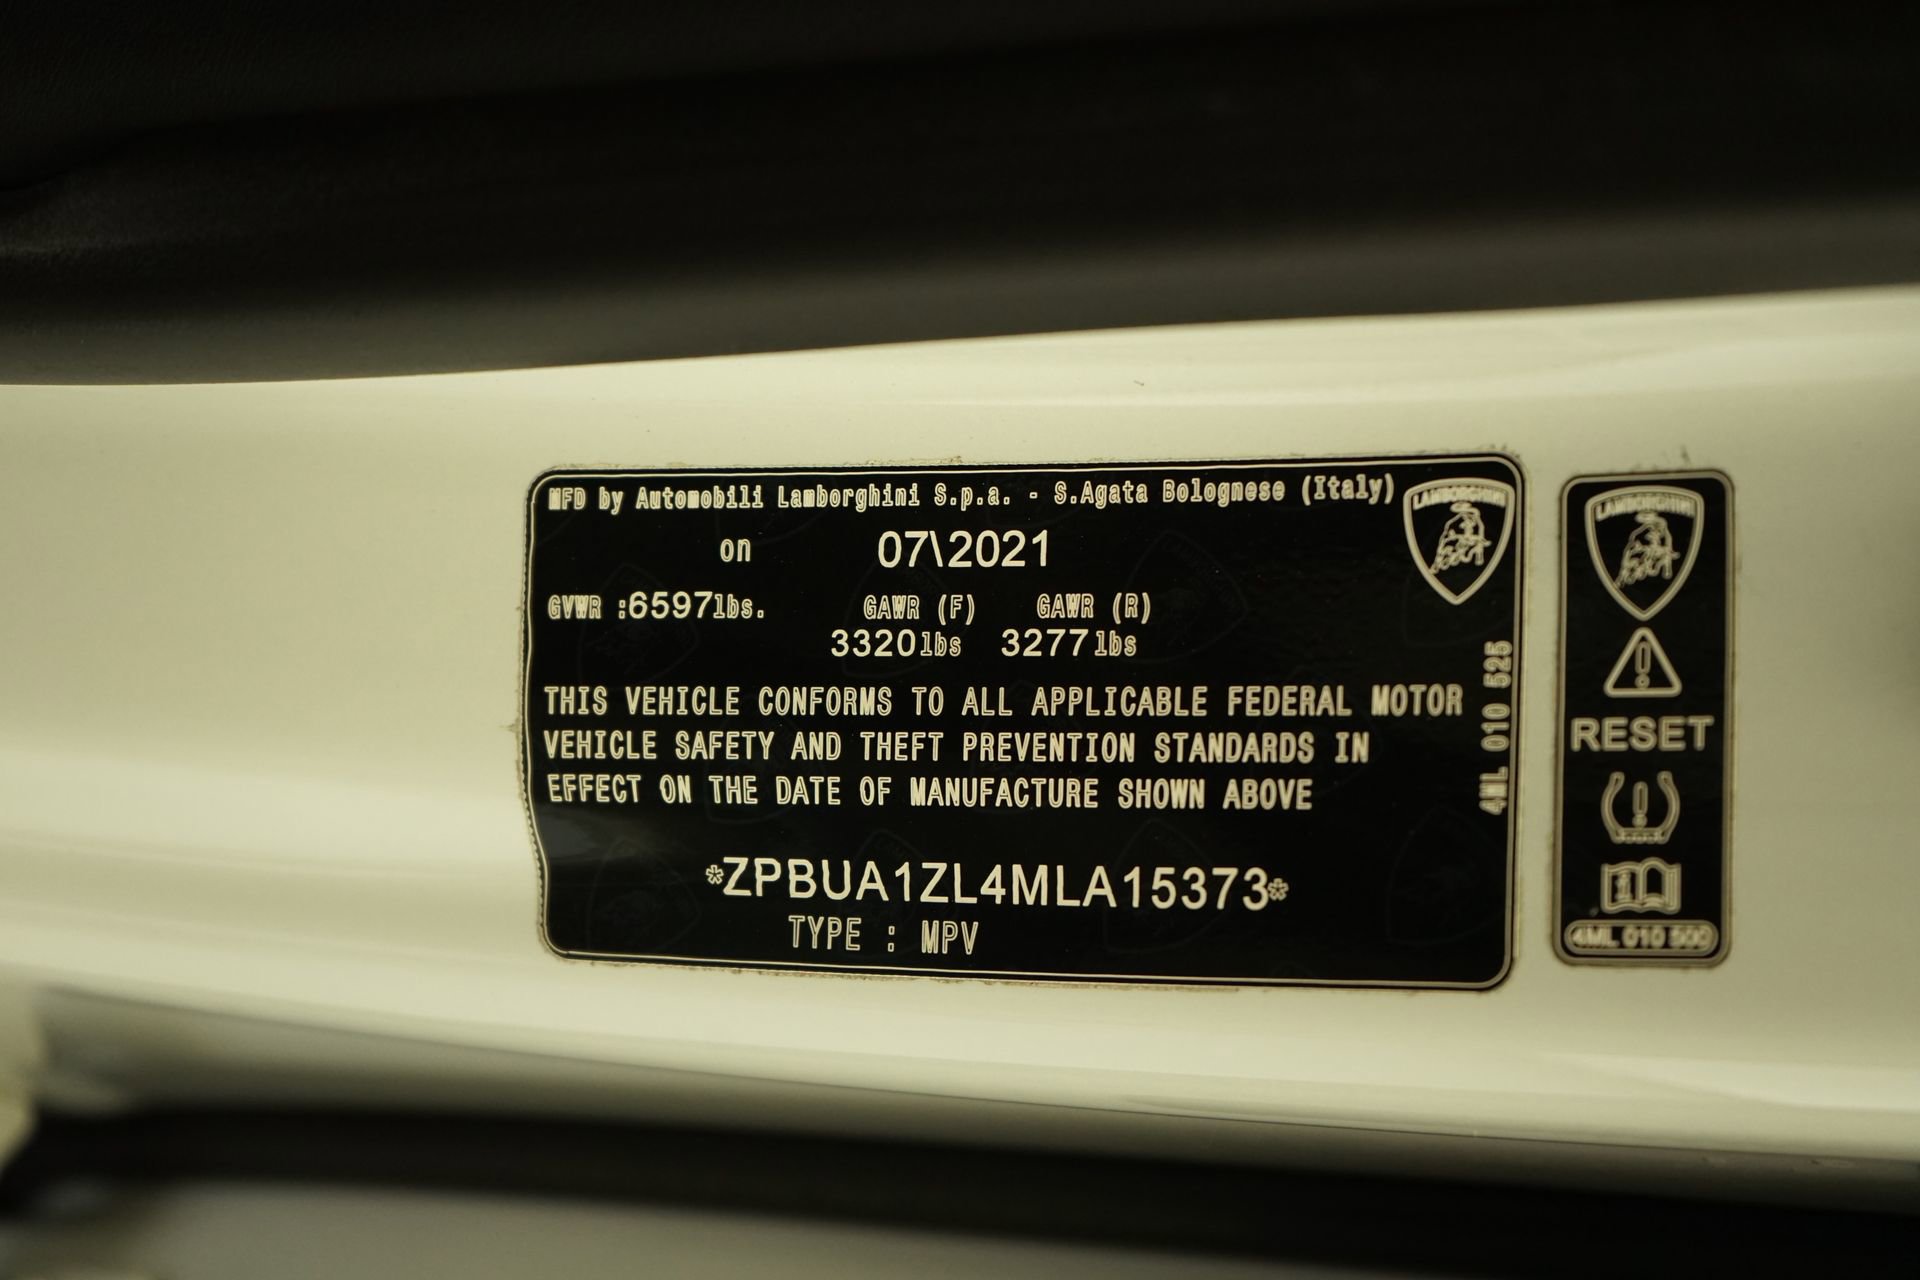 MFD by Automobili Lamborghini S.p.a. - S.Agata Bolognese (Italy)
LAMBORGHINI
on 07\2021
GVWR :6597lbs. GAWR (F) GAWR (R)
3320lbs 3277lbs
THIS VEHICLE CONFORMS TO ALL APPLICABLE FEDERAL MOTOR
VEHICLE SAFETY AND THEFT PREVENTION STANDARDS IN
EFFECT ON THE DATE OF MANUFACTURE SHOWN ABOVE
*ZPBUA1ZL4MLA15373*
TYPE : MPV
4ML 010 525
LAMBORGHINI
RESET
4ML 010 500